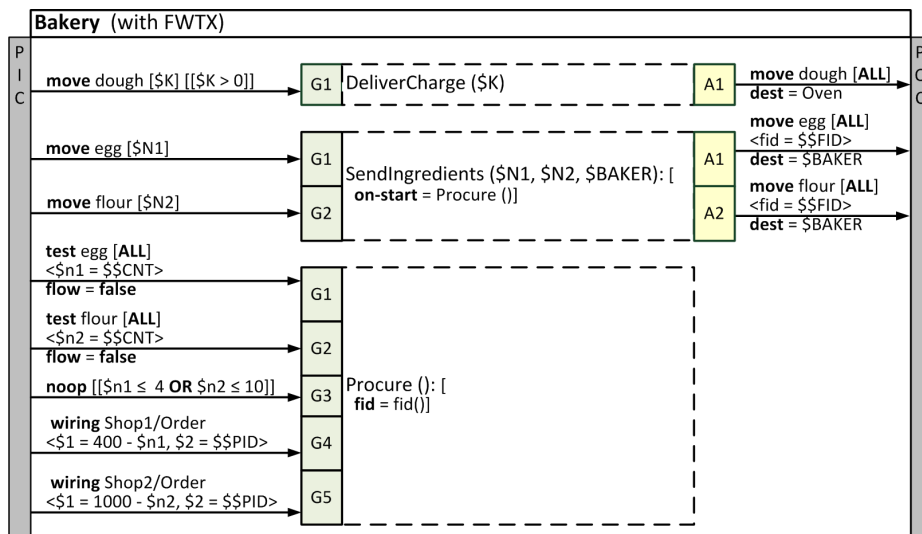 Bakery (with FWTX)
P
I
C
P
O
C
move dough [$K] [[$K > 0]]
G1
DeliverCharge ($K)
A1
move dough [ALL]
dest = Oven
move egg [$N1]
G1
SendIngredients ($N1, $N2, $BAKER): [
on-start = Procure ()]
A1
move egg [ALL]
<fid = $$FID>
dest = $BAKER
move flour [$N2]
G2
A2
move flour [ALL]
<fid = $$FID>
dest = $BAKER
test egg [ALL]
<$n1 = $$CNT>
flow = false
G1
test flour [ALL]
<$n2 = $$CNT>
flow = false
G2
noop [[$n1 ≤ 4 OR $n2 ≤ 10]]
G3
Procure (): [
fid = fid()]
wiring Shop1/Order
<$1 = 400 - $n1, $2 = $$PID>
G4
wiring Shop2/Order
<$1 = 1000 - $n2, $2 = $$PID>
G5